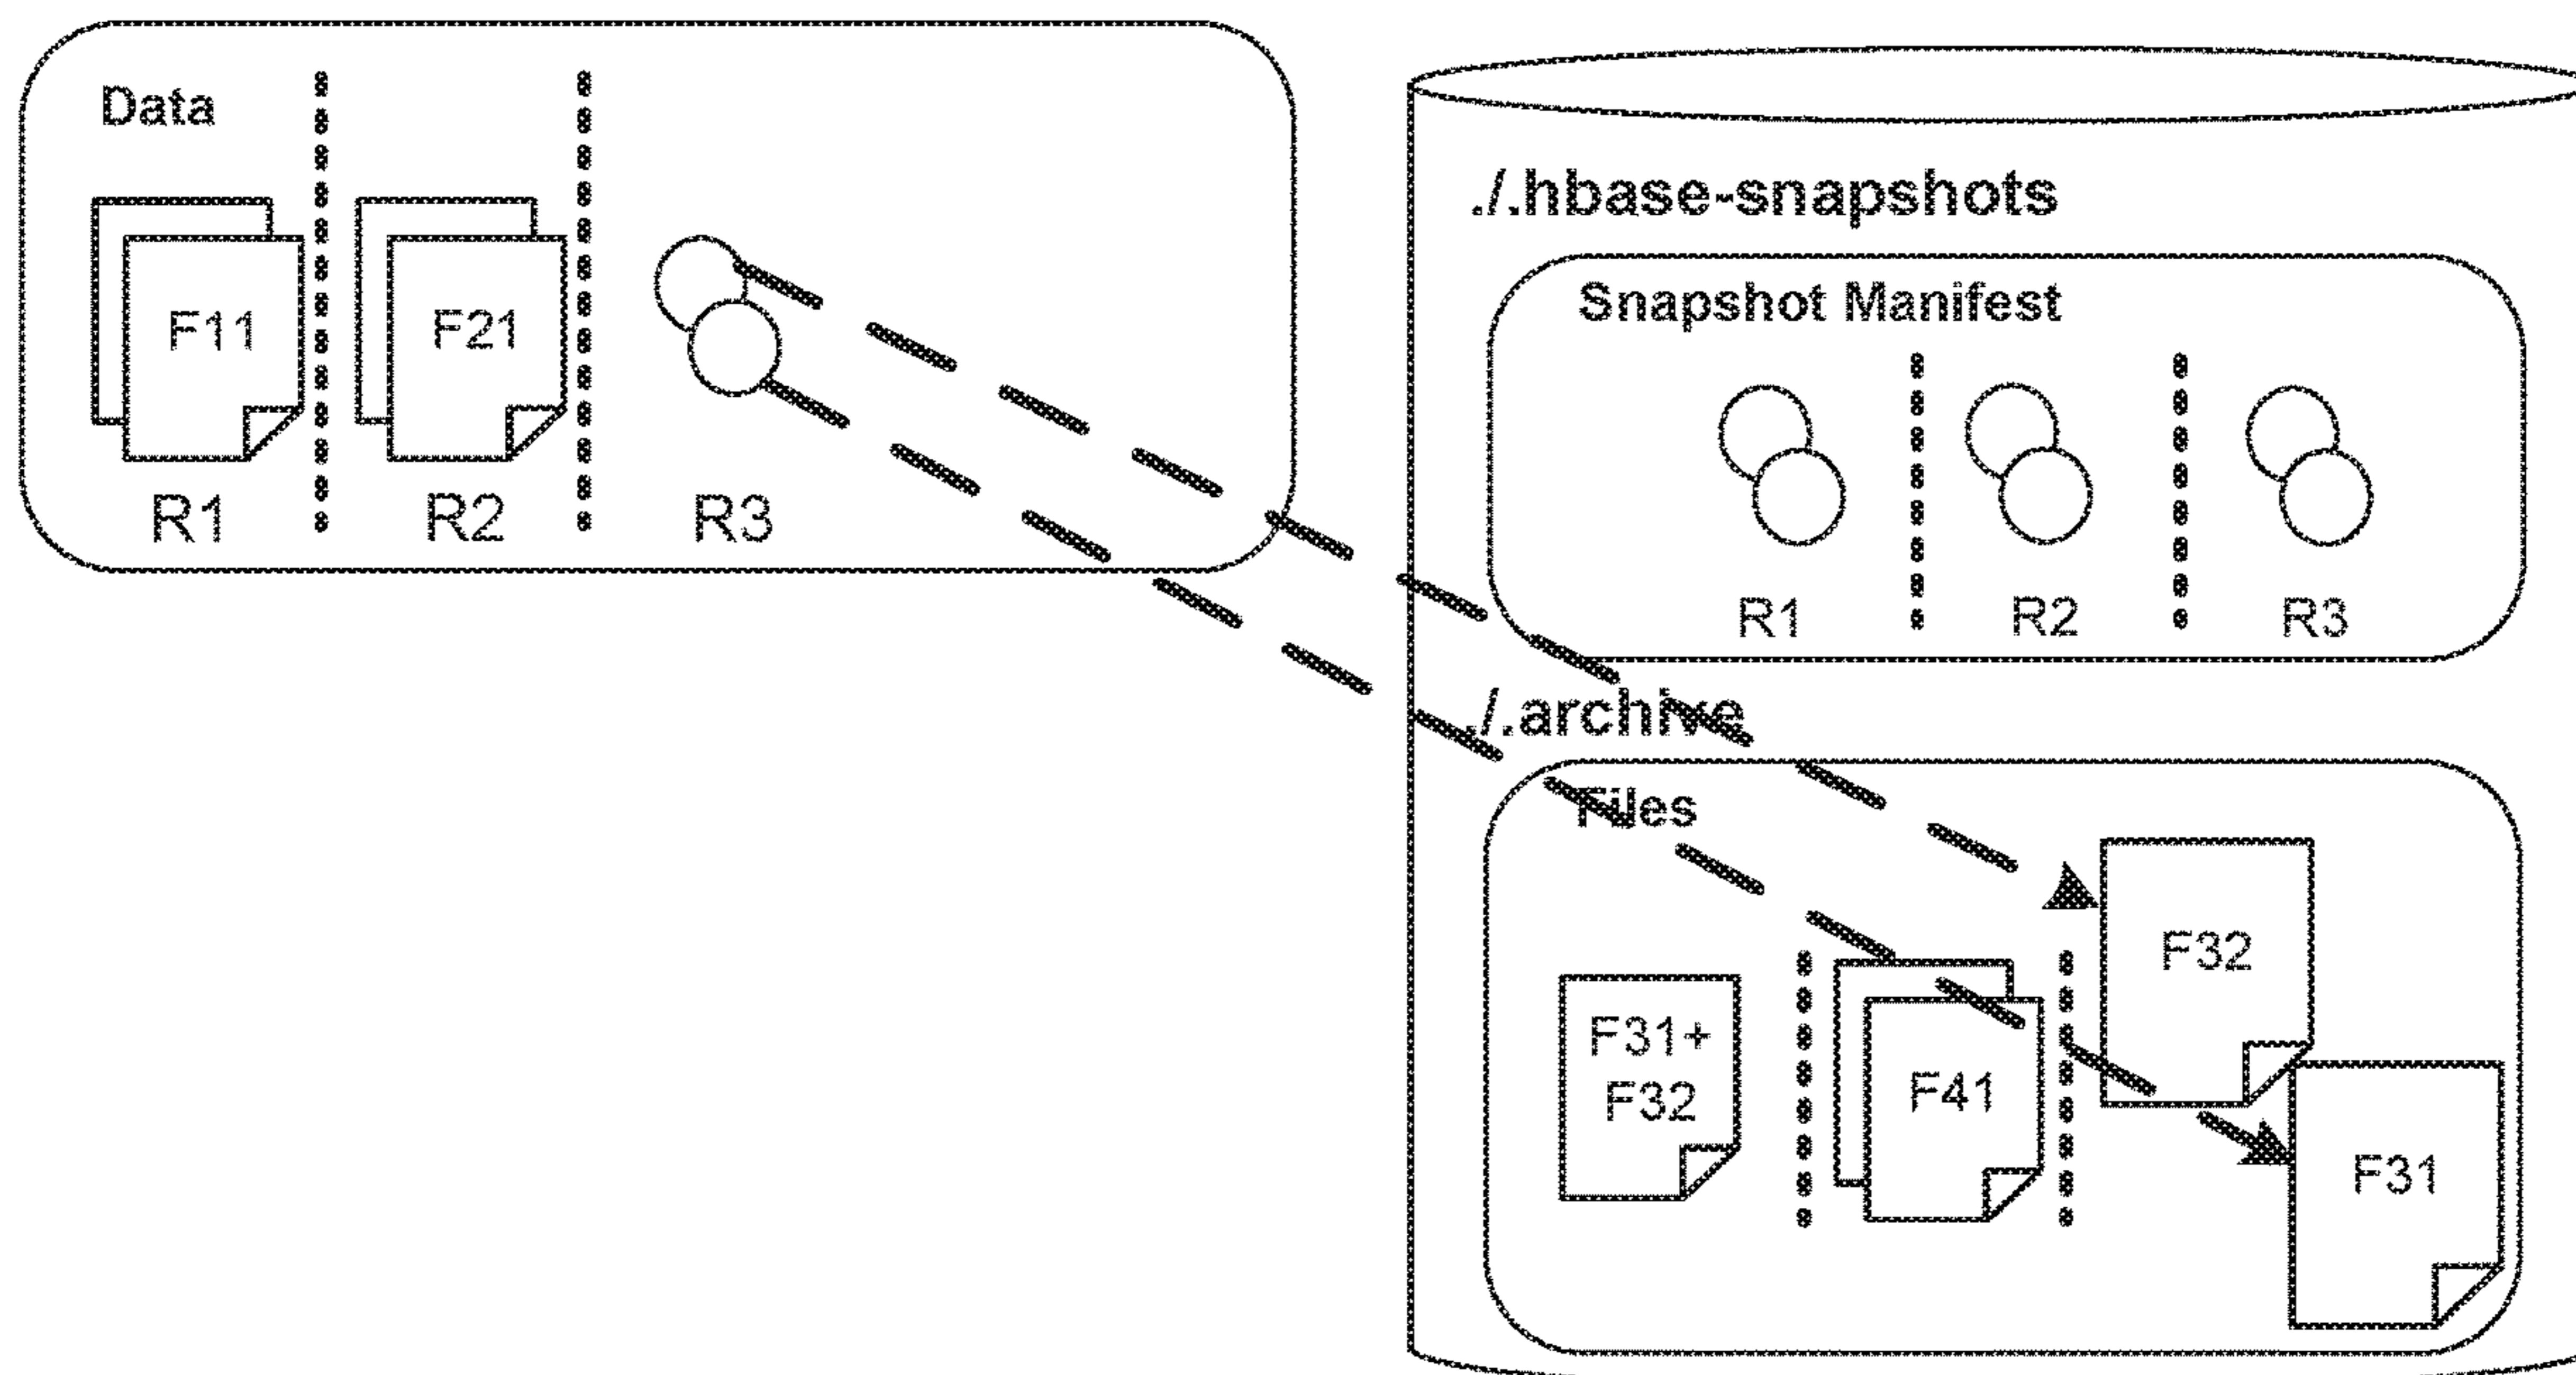 Data
F11
F21
R1
R2
R3
./.hbase-snapshots
Snapshot Manifest
R1
R2
R3
./.archive
Files
F31+
F32
F41
F32
F31